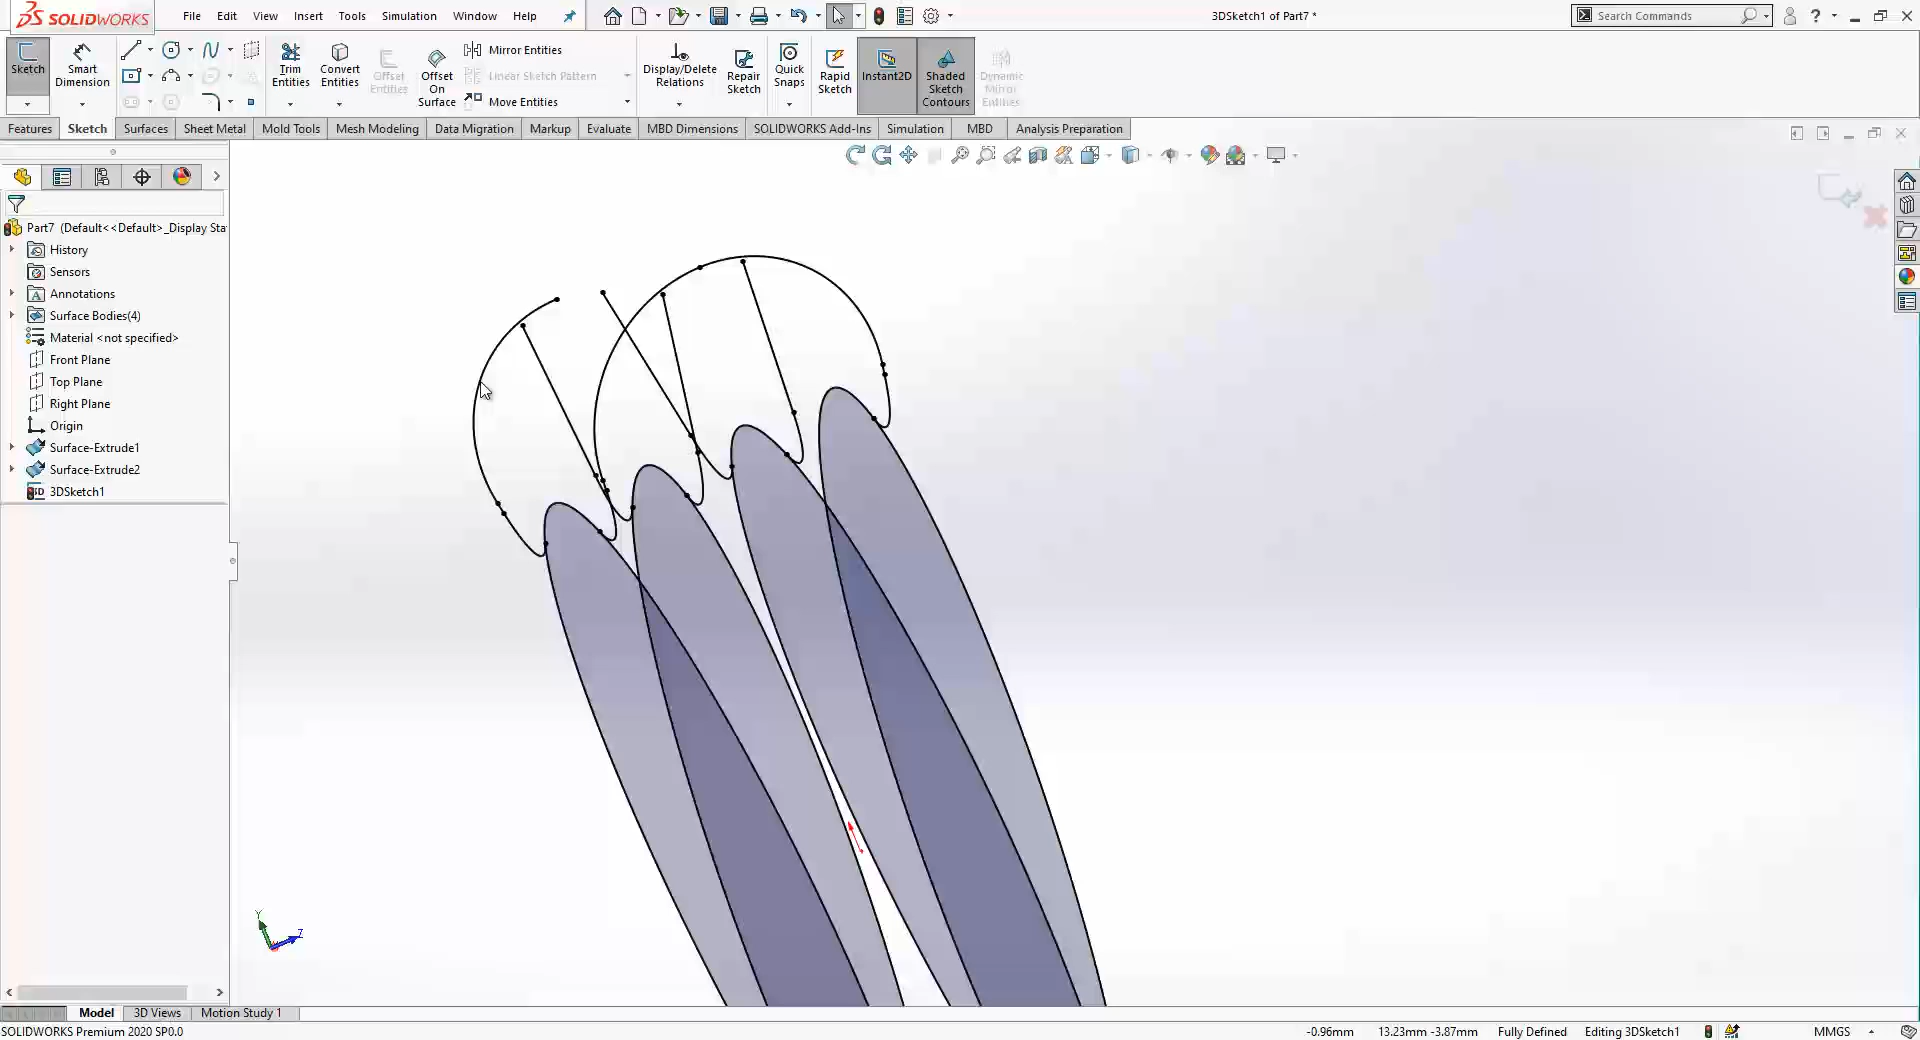 SOLIDWORKS
File Edit View Insert Tools Simulation Window Help
3DSketch1 of Part7 *
Search Commands
Sketch
Smart Dimension
Trim Entities
Convert Entities
Offset Entities
Offset On Surface
Mirror Entities
Linear Sketch Pattern
Move Entities
Display/Delete Relations
Repair Sketch
Quick Snaps
Rapid Sketch
Instant2D
Shaded Sketch Contours
Dynamic Mirror Entities
Features Sketch Surfaces Sheet Metal Mold Tools Mesh Modeling Data Migration Markup Evaluate MBD Dimensions SOLIDWORKS Add-Ins Simulation MBD Analysis Preparation
Part7 (Default<<Default>_Display Sta
History
Sensors
Annotations
Surface Bodies(4)
Material <not specified>
Front Plane
Top Plane
Right Plane
Origin
Surface-Extrude1
Surface-Extrude2
3DSketch1
Y
Z
Model 3D Views Motion Study 1
SOLIDWORKS Premium 2020 SP0.0
-0.96mm 13.23mm -3.87mm Fully Defined Editing 3DSketch1 MMGS